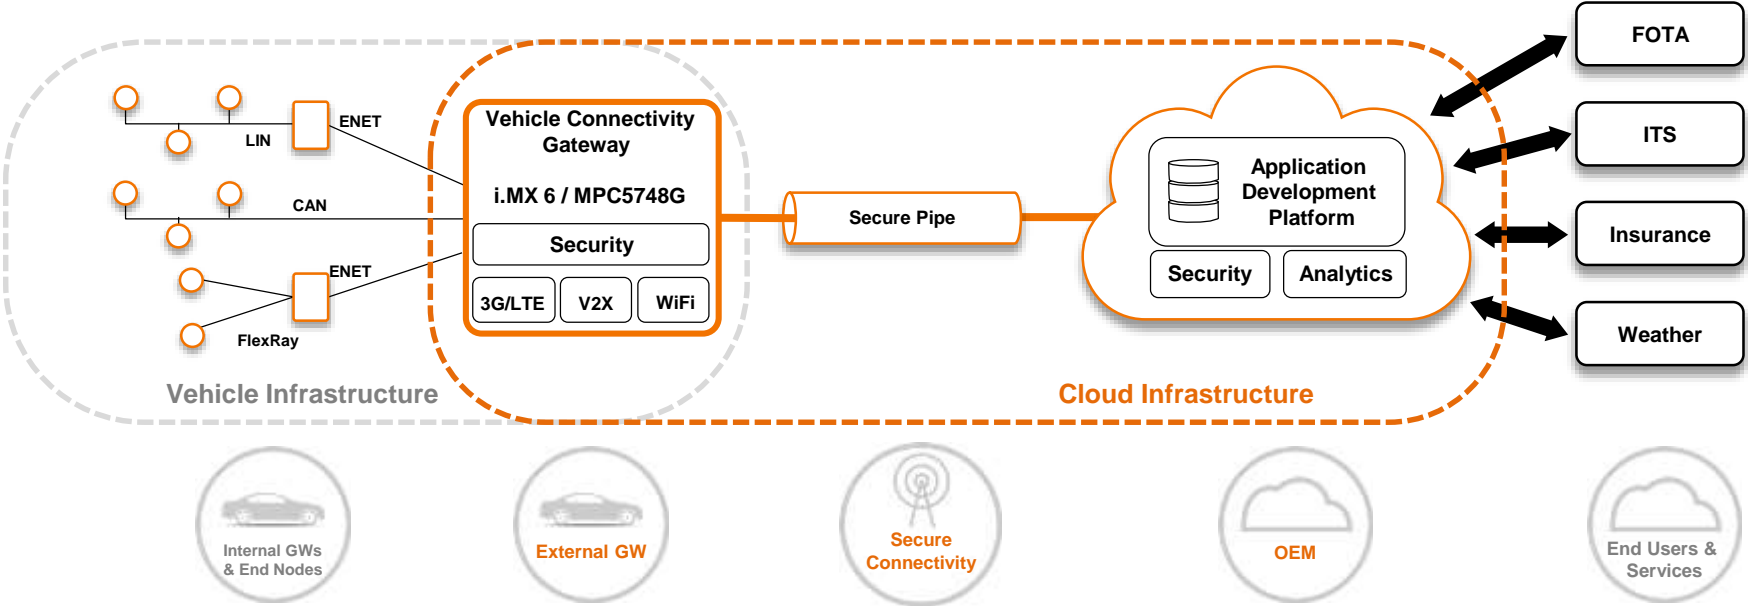 ENET
LIN
CAN
ENET
FlexRay
Vehicle Infrastructure
Vehicle Connectivity
Gateway
i.MX 6 / MPC5748G
Security
3G/LTE
V2X
WiFi
Secure Pipe
Application
Development
Platform
Security
Analytics
Cloud Infrastructure
FOTA
ITS
Insurance
Weather
Internal GWs
& End Nodes
External GW
Secure
Connectivity
OEM
End Users &
Services